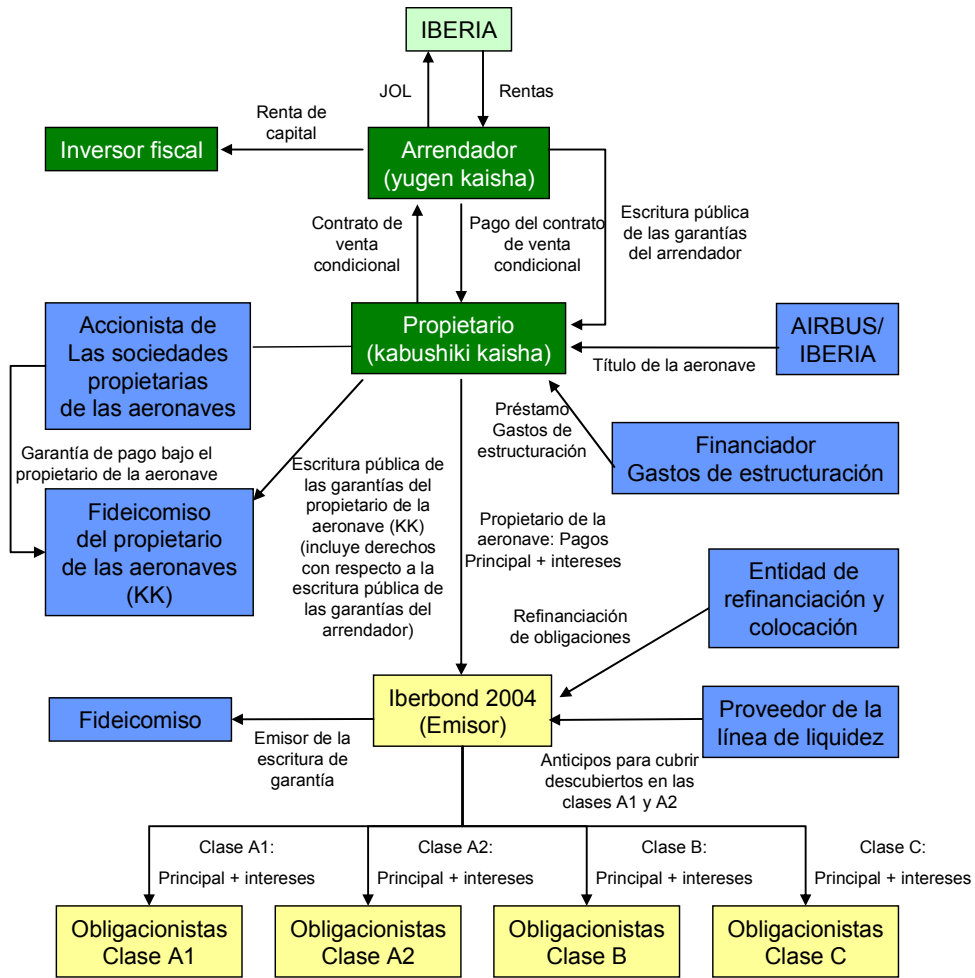 IBERIA
JOL
Rentas
Renta de
capital
Inversor fiscal
Arrendador
(yugen kaisha)
Contrato de
venta
condicional
Pago del contrato
de venta
condicional
Escritura pública
de las garantías
del arrendador
Accionista de
Las sociedades
propietarias
de las aeronaves
Propietario
(kabushiki kaisha)
AIRBUS/
IBERIA
Título de la aeronave
Préstamo
Gastos de
estructuración
Financiador
Gastos de estructuración
Garantía de pago bajo el
propietario de la aeronave
Fideicomiso
del propietario
de las aeronaves
(KK)
Escritura pública de
las garantías del
propietario de la
aeronave (KK)
(incluye derechos
con respecto a la
escritura pública de
las garantías del
arrendador)
Propietario de la
aeronave: Pagos
Principal + intereses
Entidad de
refinanciación y
colocación
Refinanciación
de obligaciones
Fideicomiso
Iberbond 2004
(Emisor)
Proveedor de la
línea de liquidez
Emisor de la
escritura de
garantía
Anticipos para cubrir
descubiertos en las
clases A1 y A2
Clase A1:
Principal + intereses
Clase A2:
Principal + intereses
Clase B:
Principal + intereses
Clase C:
Principal + intereses
Obligacionistas
Clase A1
Obligacionistas
Clase A2
Obligacionistas
Clase B
Obligacionistas
Clase C